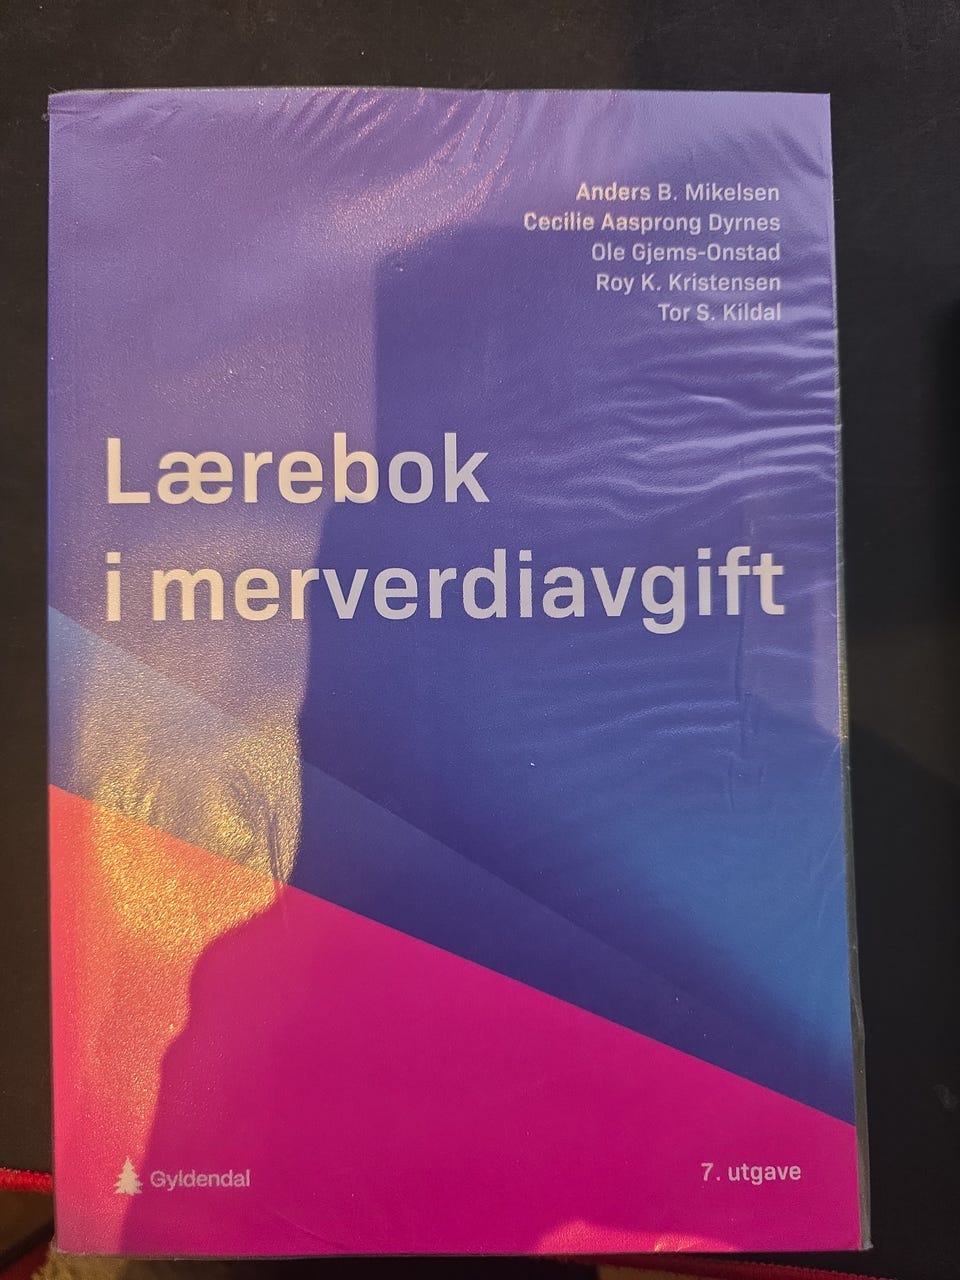 Anders B. Mikelsen
Cecilie Aasprong Dyrnes
Ole Gjems-Onstad
Roy K. Kristensen
Tor S. Kildal
Lærebok
i merverdiavgift
Gyldendal
7. utgave